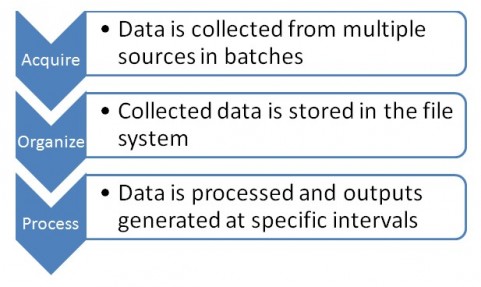 Acquire
• Data is collected from multiple
sources in batches
Organize
• Collected data is stored in the file
system
Process
• Data is processed and outputs
generated at specific intervals